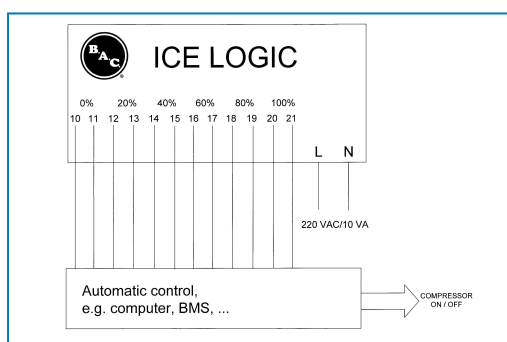 B.A.C. ®
ICE LOGIC
0% 20% 40% 60% 80% 100%
10 11 12 13 14 15 16 17 18 19 20 21
L N
220 VAC/10 VA
Automatic control,
e.g. computer, BMS, ...
COMPRESSOR
ON / OFF